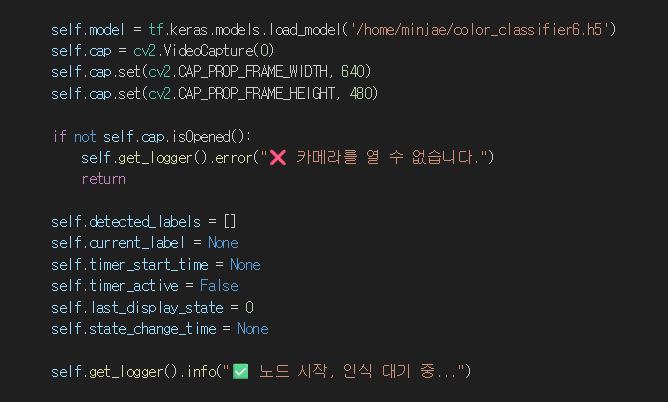 self.model = tf.keras.models.load_model('/home/minjae/color_classifier6.h5')
self.cap = cv2.VideoCapture(0)
self.cap.set(cv2.CAP_PROP_FRAME_WIDTH, 640)
self.cap.set(cv2.CAP_PROP_FRAME_HEIGHT, 480)
if not self.cap.isOpened():
self.get_logger().error("❌ 카메라를 열 수 없습니다.")
return
self.detected_labels = []
self.current_label = None
self.timer_start_time = None
self.timer_active = False
self.last_display_state = 0
self.state_change_time = None
self.get_logger().info("✅ 노드 시작, 인식 대기 중...")